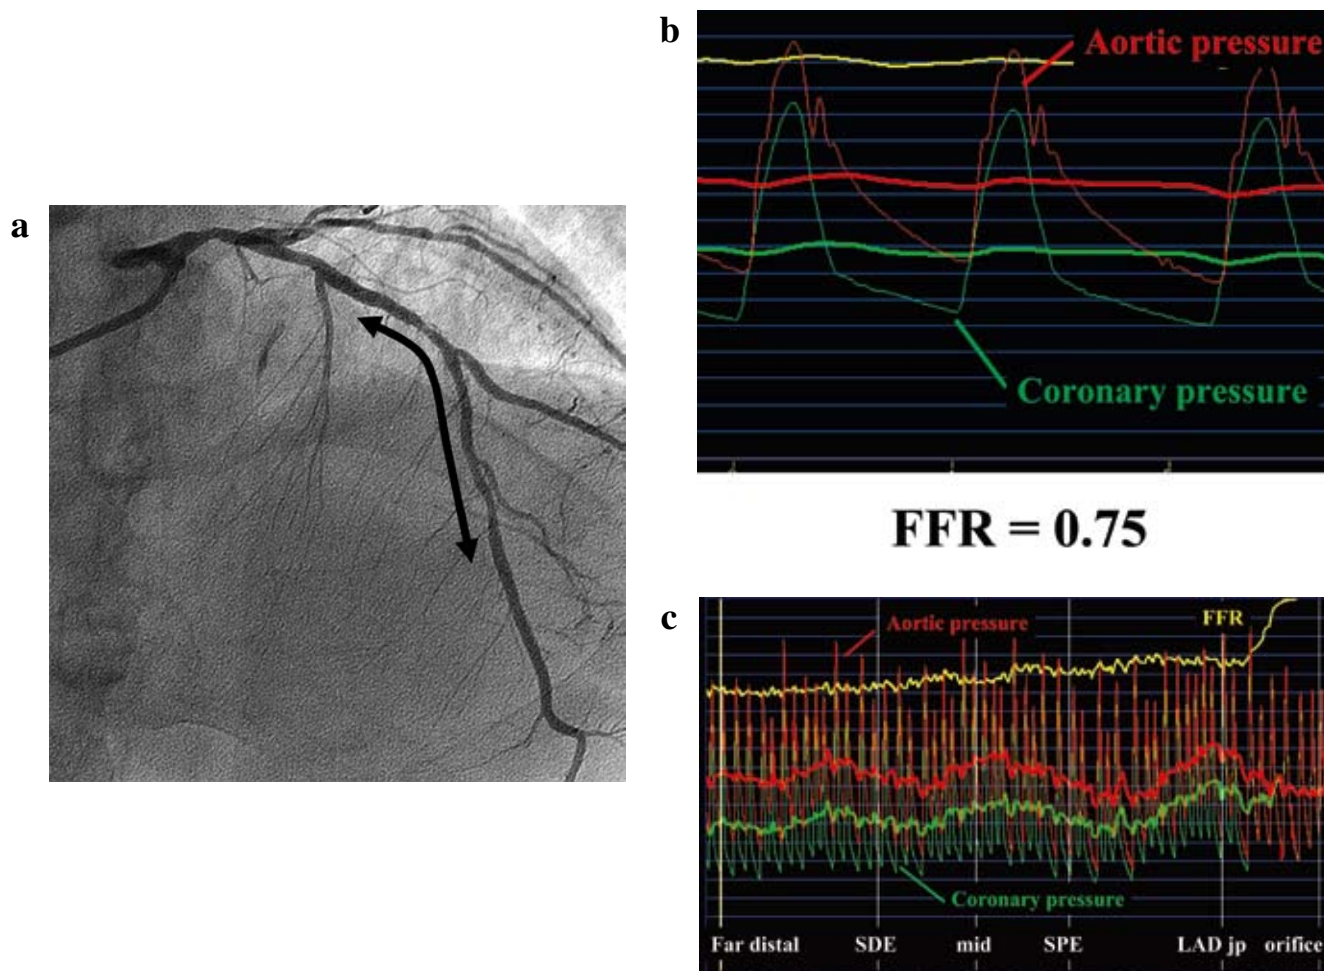 a
b
Aortic pressure
Coronary pressure
FFR = 0.75
c
Aortic pressure
FFR
Coronary pressure
Far distal SDE mid SPE LAD jp orifice